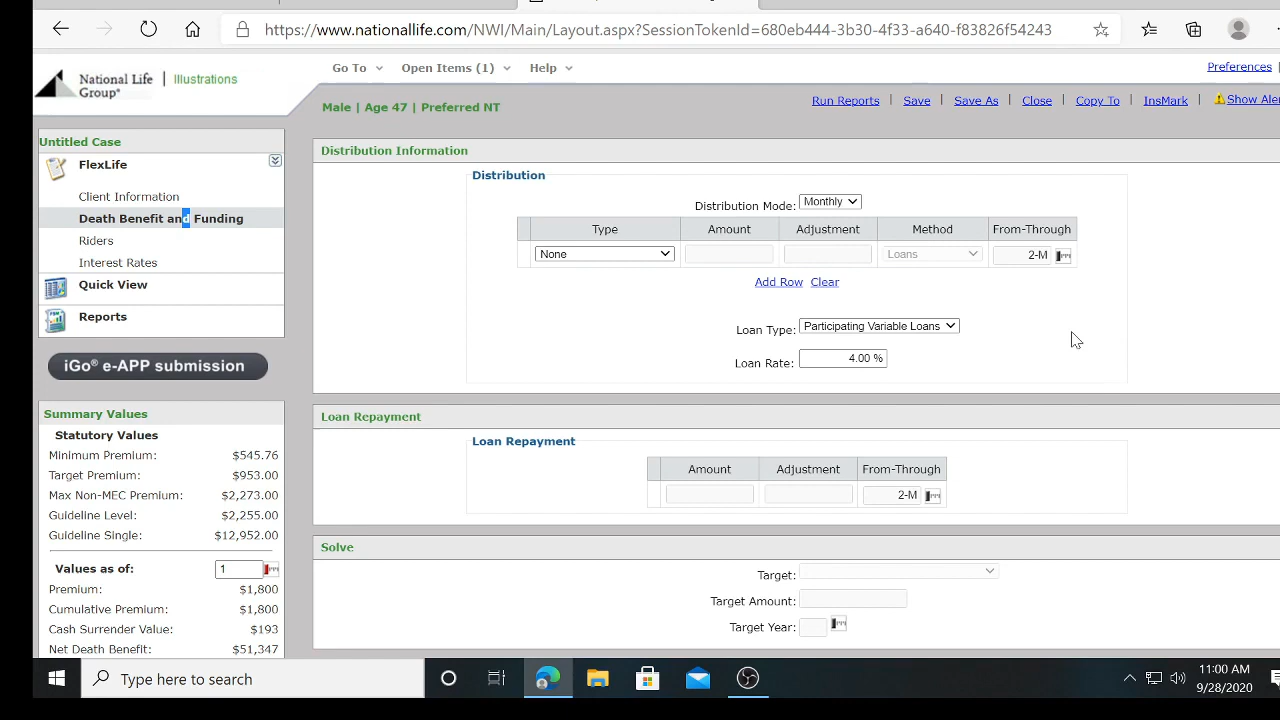 https://www.nationallife.com/NWI/Main/Layout.aspx?SessionTokenId=680eb444-3b30-4f33-a640-f83826f54243
National Life Group® | Illustrations
Go To Open Items (1) Help
Preferences
Male | Age 47 | Preferred NT
Run Reports | Save | Save As | Close | Copy To | InsMark | Show
Untitled Case
FlexLife
Client Information
Death Benefit and Funding
Riders
Interest Rates
Quick View
Reports
iGo® e-APP submission
Summary Values
Statutory Values
Minimum Premium: $545.76
Target Premium: $953.00
Max Non-MEC Premium: $2,273.00
Guideline Level: $2,255.00
Guideline Single: $12,952.00
Values as of: 1
Premium: $1,800
Cumulative Premium: $1,800
Cash Surrender Value: $193
Net Death Benefit: $51,347
Distribution Information
Distribution
Distribution Mode: Monthly
Type Amount Adjustment Method From-Through
None Loans 2-M
Add Row Clear
Loan Type: Participating Variable Loans
Loan Rate: 4.00 %
Loan Repayment
Loan Repayment
Amount Adjustment From-Through
2-M
Solve
Target:
Target Amount:
Target Year:
Type here to search
11:00 AM
9/28/2020